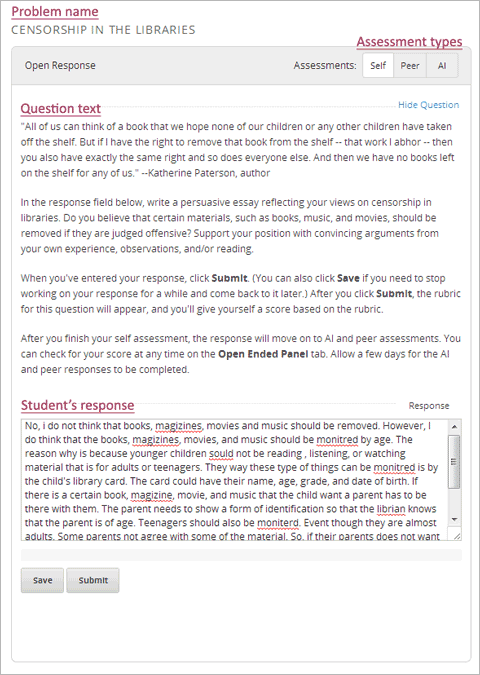 Problem name
CENSORSHIP IN THE LIBRARIES
Assessment types
Open Response
Assessments: Self Peer AI
Question text
Hide Question
"All of us can think of a book that we hope none of our children or any other children have taken
off the shelf. But if I have the right to remove that book from the shelf -- that work I abhor -- then
you also have exactly the same right and so does everyone else. And then we have no books left
on the shelf for any of us." --Katherine Paterson, author
In the response field below, write a persuasive essay reflecting your views on censorship in
libraries. Do you believe that certain materials, such as books, music, and movies, should be
removed if they are judged offensive? Support your position with convincing arguments from
your own experience, observations, and/or reading.
When you've entered your response, click Submit. (You can also click Save if you need to stop
working on your response for a while and come back to it later.) After you click Submit, the rubric
for this question will appear, and you'll give yourself a score based on the rubric.
After you finish your self assessment, the response will move on to AI and peer assessments. You
can check for your score at any time on the Open Ended Panel tab. Allow a few days for the AI
and peer responses to be completed.
Student's response
Response
No, i do not think that books, magizines, movies and music should be removed. However, I
do think that the books, magizines, movies, and music should be monitred by age. The
reason why is because younger children sould not be reading , listening, or watching
material that is for adults or teenagers. They way these type of things can be monitred is by
the child's library card. The card could have their name, age, grade, and date of birth. If
there is a certain book, magizine, movie, and music that the child want a parent has to be
there with them. The parent needs to show a form of identification so that the librian knows
that the parent is of age. Teenagers should also be moniterd. Event though they are almost
adults. Some parents not agree with some of the material. So, if their parents does not want
Save Submit